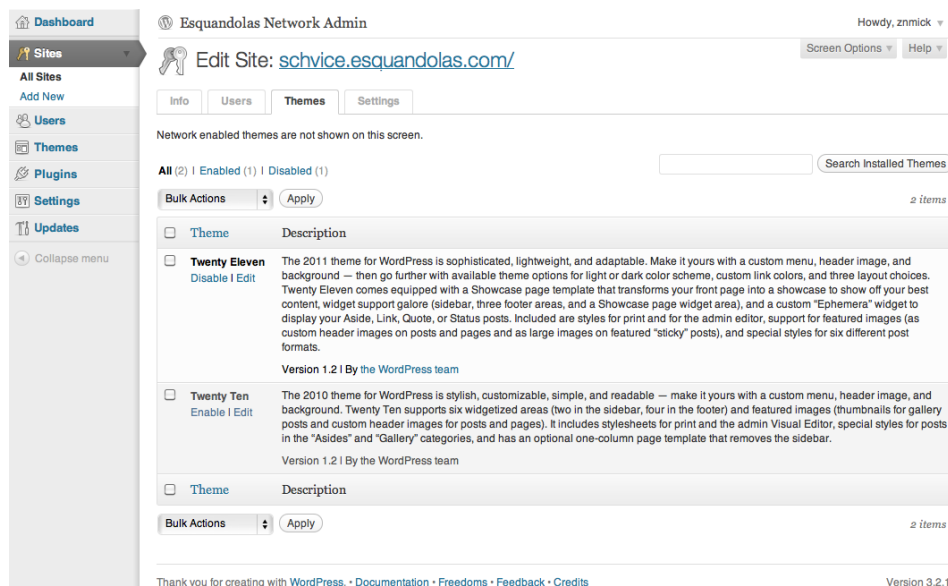 Dashboard
Esquandolas Network Admin
Howdy, znmick
Sites
All Sites
Add New
Users
Themes
Plugins
Settings
Updates
Collapse menu
Edit Site: schvice.esquandolas.com/
Screen Options
Help
Info
Users
Themes
Settings
Network enabled themes are not shown on this screen.
All (2) | Enabled (1) | Disabled (1)
Search Installed Themes
Bulk Actions
Apply
2 items
Theme
Description
Twenty Eleven
Disable | Edit
The 2011 theme for WordPress is sophisticated, lightweight, and adaptable. Make it yours with a custom menu, header image, and
background — then go further with available theme options for light or dark color scheme, custom link colors, and three layout choices.
Twenty Eleven comes equipped with a Showcase page template that transforms your front page into a showcase to show off your best
content, widget support galore (sidebar, three footer areas, and a Showcase page widget area), and a custom "Ephemera" widget to
display your Aside, Link, Quote, or Status posts. Included are styles for print and for the admin editor, support for featured images (as
custom header images on posts and pages and as large images on featured "sticky" posts), and special styles for six different post
formats.
Version 1.2 | By the WordPress team
Twenty Ten
Enable | Edit
The 2010 theme for WordPress is stylish, customizable, simple, and readable — make it yours with a custom menu, header image, and
background. Twenty Ten supports six widgetized areas (two in the sidebar, four in the footer) and featured images (thumbnails for gallery
posts and custom header images for posts and pages). It includes stylesheets for print and the admin Visual Editor, special styles for posts
in the "Asides" and "Gallery" categories, and has an optional one-column page template that removes the sidebar.
Version 1.2 | By the WordPress team
Theme
Description
Bulk Actions
Apply
2 items
Thank you for creating with WordPress. • Documentation • Freedoms • Feedback • Credits
Version 3.2.1